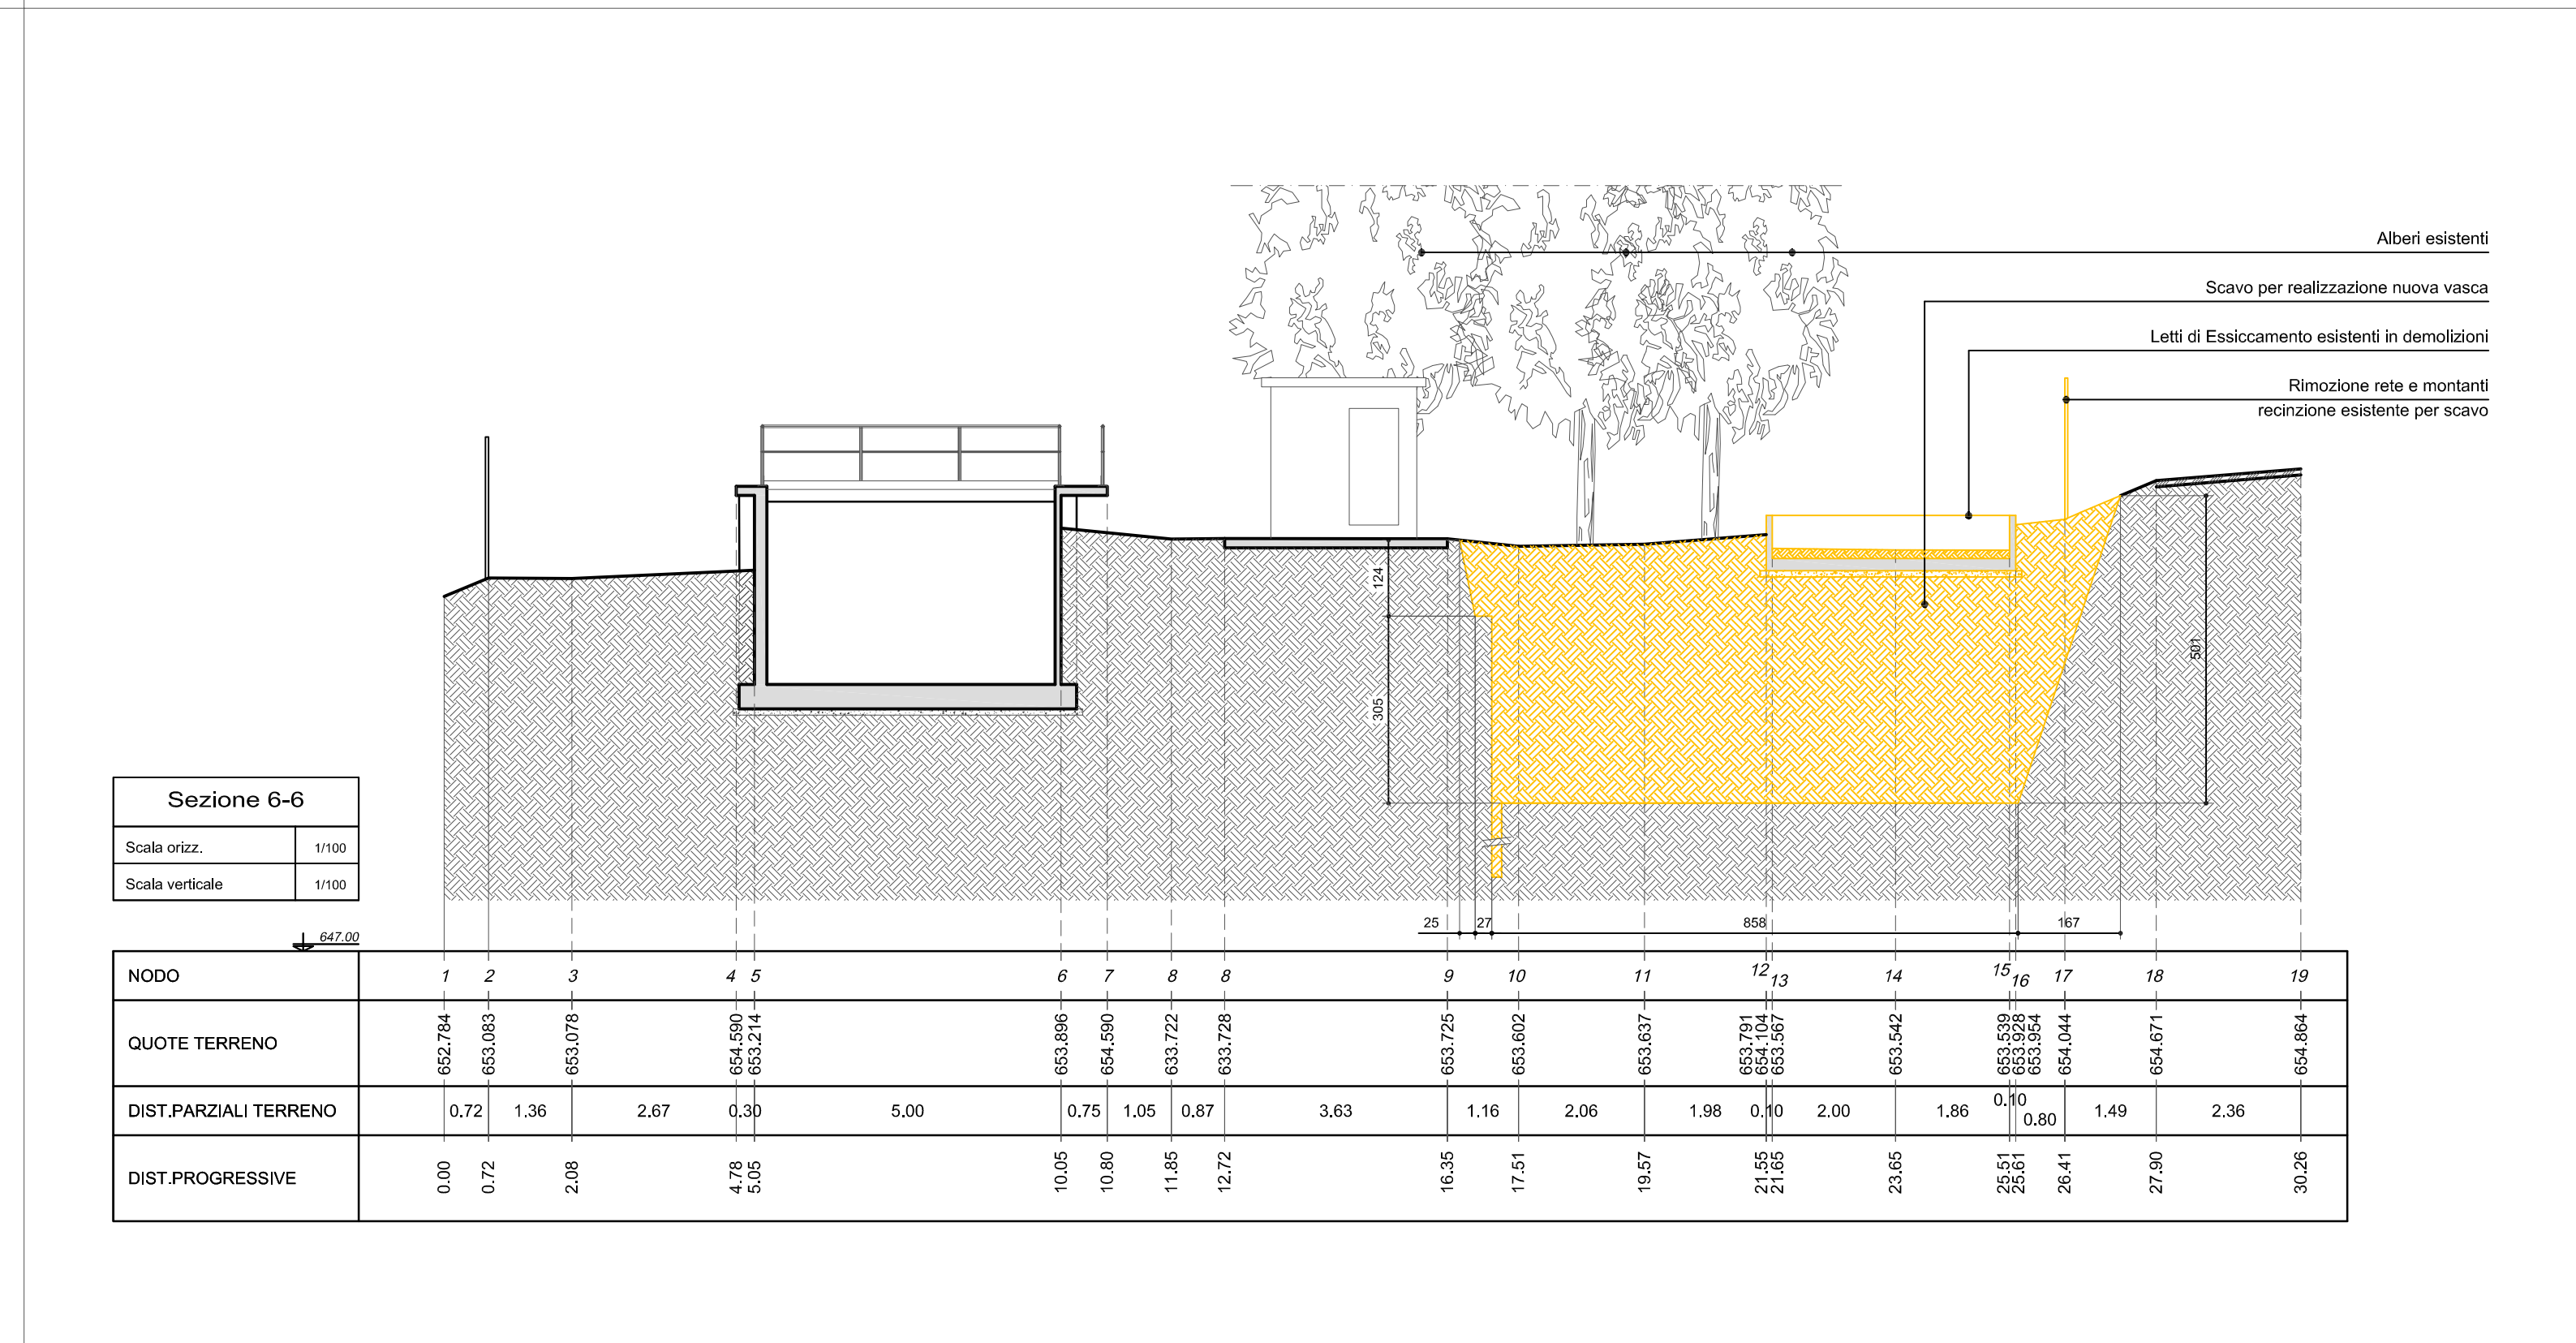 Alberi esistenti
Scavo per realizzazione nuova vasca
Letti di Essiccamento esistenti in demolizioni
Rimozione rete e montanti
recinzione esistente per scavo
124
305
501
Sezione 6-6
Scala orizz. 1/100
Scala verticale 1/100
647.00
25 27 858 167
NODO 1 2 3 4 5 6 7 8 8 9 10 11 12 13 14 15 16 17 18 19
QUOTE TERRENO 652.784 653.083 653.078 654.590 653.214 653.896 654.590 633.722 633.728 653.725 653.602 653.637 653.791 654.104 653.567 653.542 653.539 653.928 653.954 654.044 654.671 654.864
DIST.PARZIALI TERRENO 0.72 1.36 2.67 0.30 5.00 0.75 1.05 0.87 3.63 1.16 2.06 1.98 0.10 2.00 1.86 0.10 0.80 1.49 2.36
DIST.PROGRESSIVE 0.00 0.72 2.08 4.78 5.05 10.05 10.80 11.85 12.72 16.35 17.51 19.57 21.55 21.65 23.65 25.51 25.61 26.41 27.90 30.26